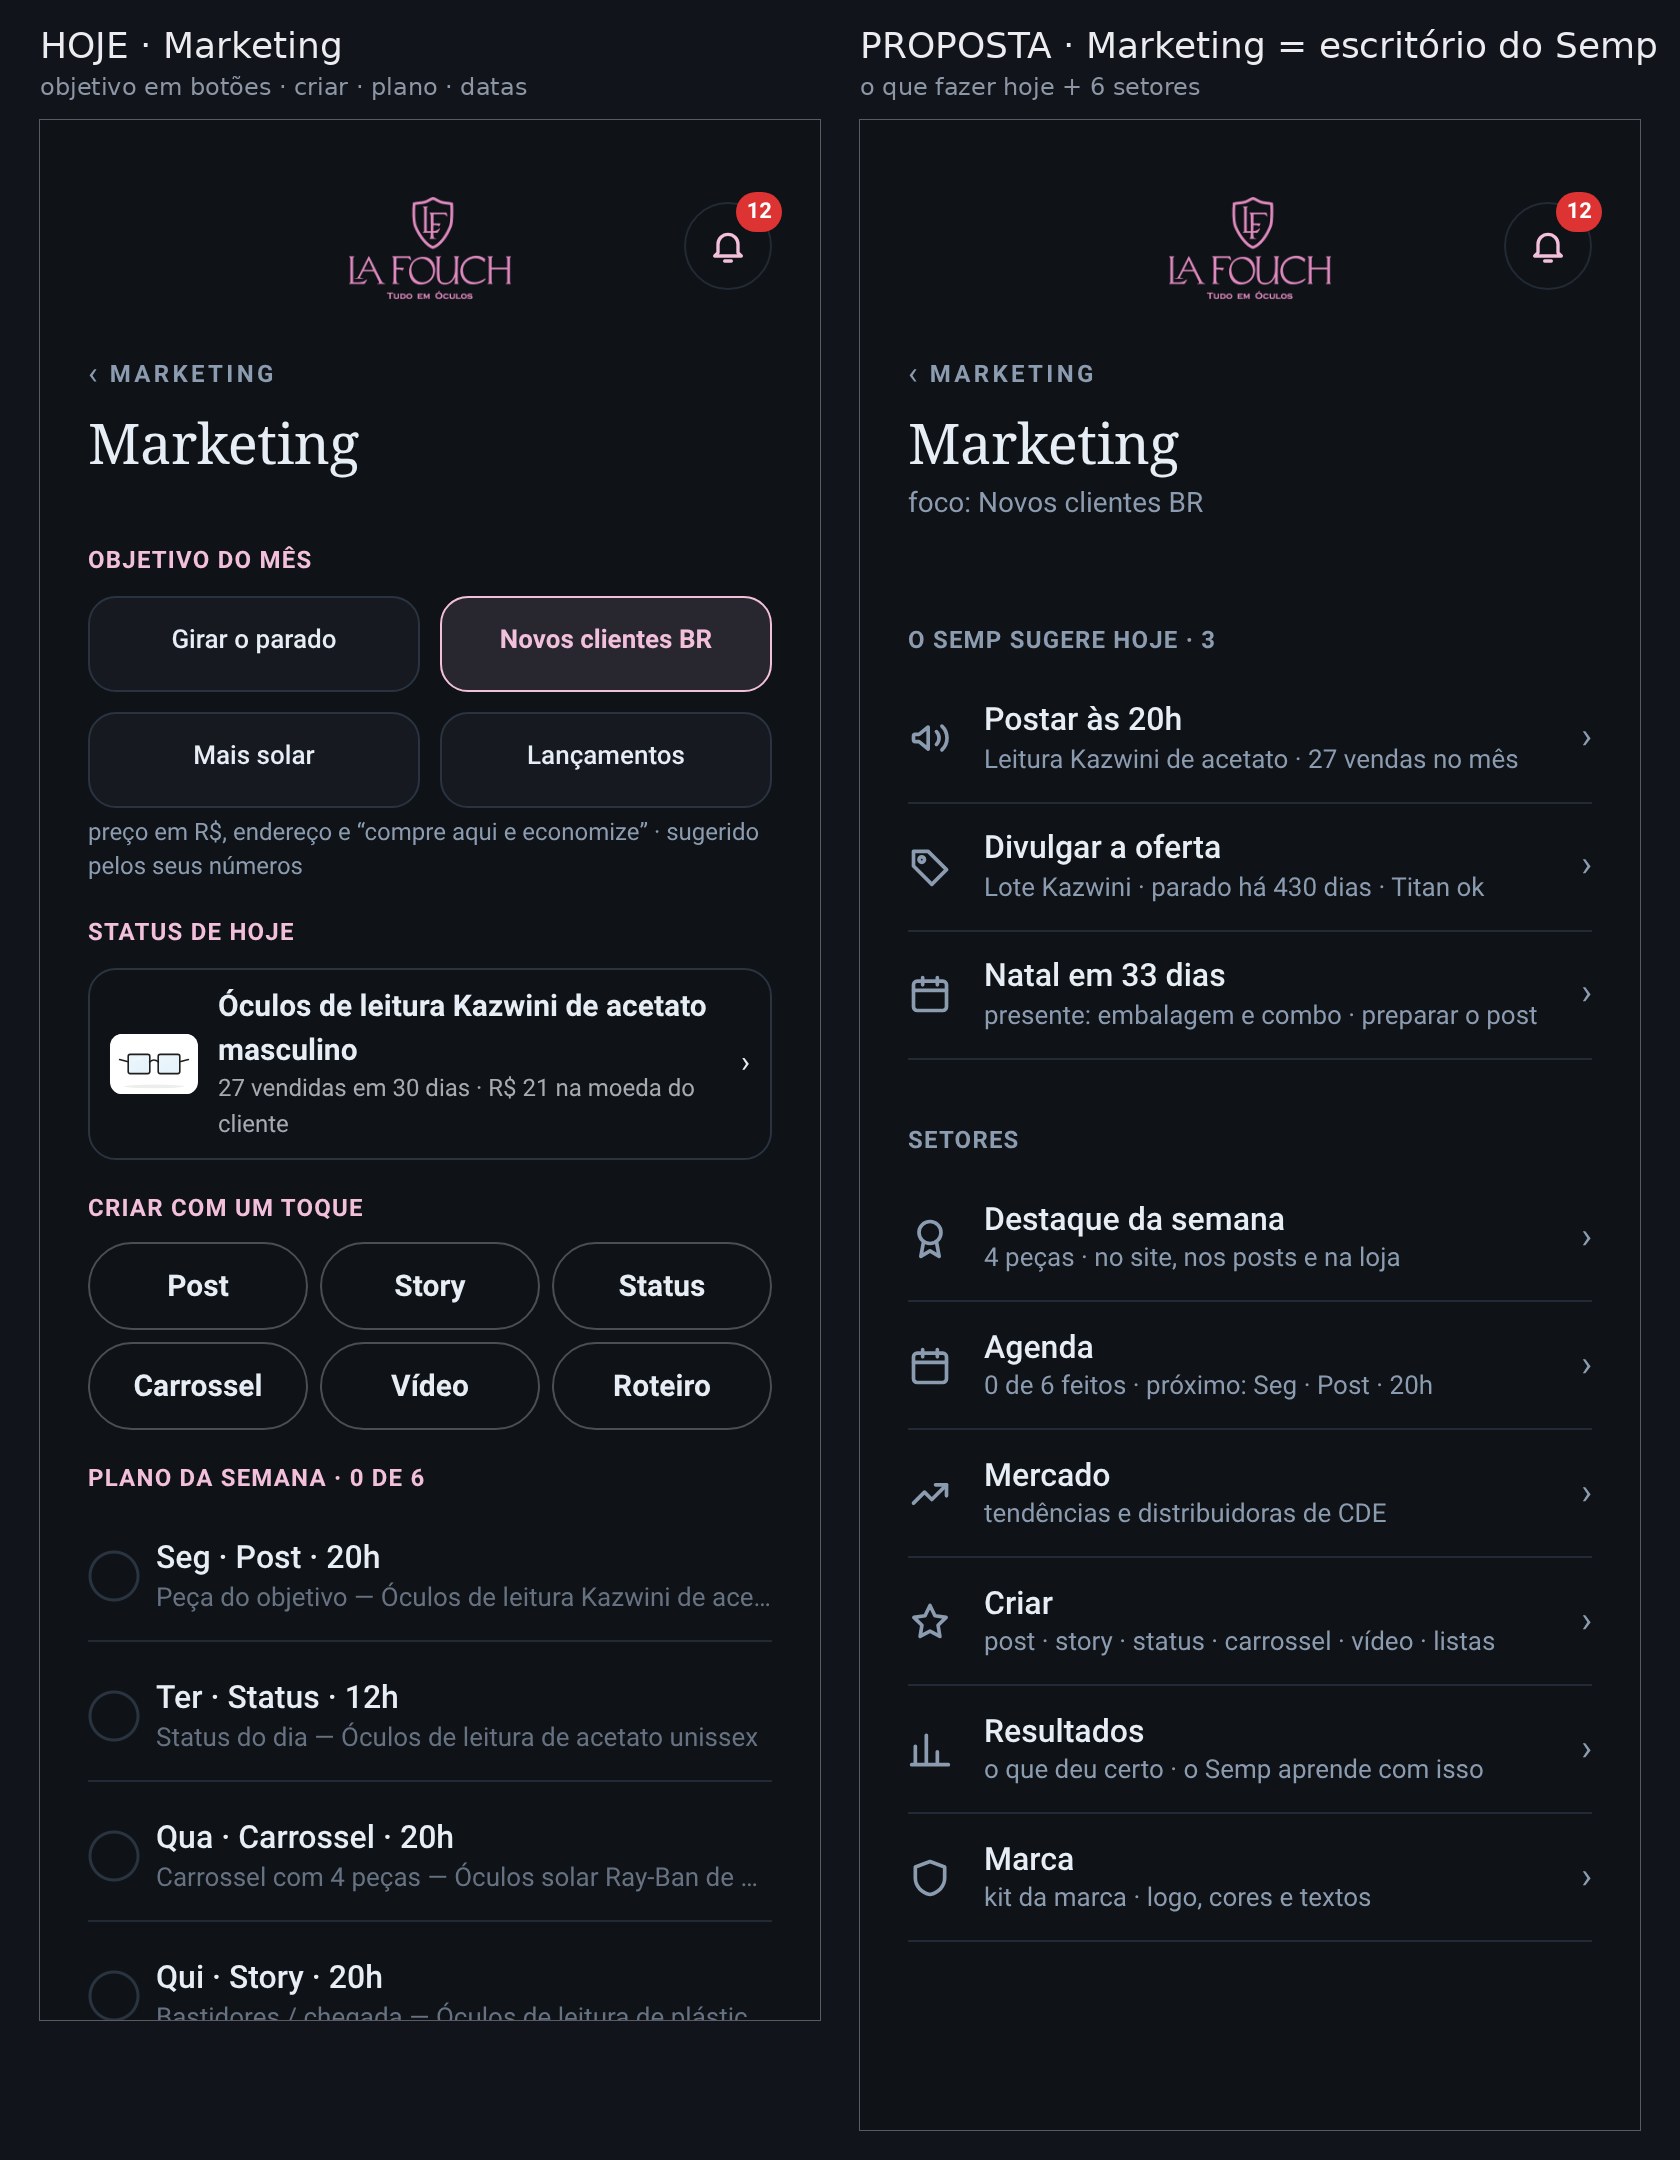 HOJE · Marketing
objetivo em botões · criar · plano · datas
LF
LA FOUCH
TUDO EM ÓCULOS
12
‹ MARKETING
Marketing
OBJETIVO DO MÊS
Girar o parado
Novos clientes BR
Mais solar
Lançamentos
preço em R$, endereço e “compre aqui e economize” · sugerido
pelos seus números
STATUS DE HOJE
Óculos de leitura Kazwini de acetato
masculino
27 vendidas em 30 dias · R$ 21 na moeda do
cliente
›
CRIAR COM UM TOQUE
Post
Story
Status
Carrossel
Vídeo
Roteiro
PLANO DA SEMANA · 0 DE 6
Seg · Post · 20h
Peça do objetivo — Óculos de leitura Kazwini de ace…
Ter · Status · 12h
Status do dia — Óculos de leitura de acetato unissex
Qua · Carrossel · 20h
Carrossel com 4 peças — Óculos solar Ray-Ban de …
Qui · Story · 20h
Bastidores / chegada — Óculos de leitura de plástic
PROPOSTA · Marketing = escritório do Semp
o que fazer hoje + 6 setores
LF
LA FOUCH
TUDO EM ÓCULOS
12
‹ MARKETING
Marketing
foco: Novos clientes BR
O SEMP SUGERE HOJE · 3
Postar às 20h
Leitura Kazwini de acetato · 27 vendas no mês
›
Divulgar a oferta
Lote Kazwini · parado há 430 dias · Titan ok
›
Natal em 33 dias
presente: embalagem e combo · preparar o post
›
SETORES
Destaque da semana
4 peças · no site, nos posts e na loja
›
Agenda
0 de 6 feitos · próximo: Seg · Post · 20h
›
Mercado
tendências e distribuidoras de CDE
›
Criar
post · story · status · carrossel · vídeo · listas
›
Resultados
o que deu certo · o Semp aprende com isso
›
Marca
kit da marca · logo, cores e textos
›